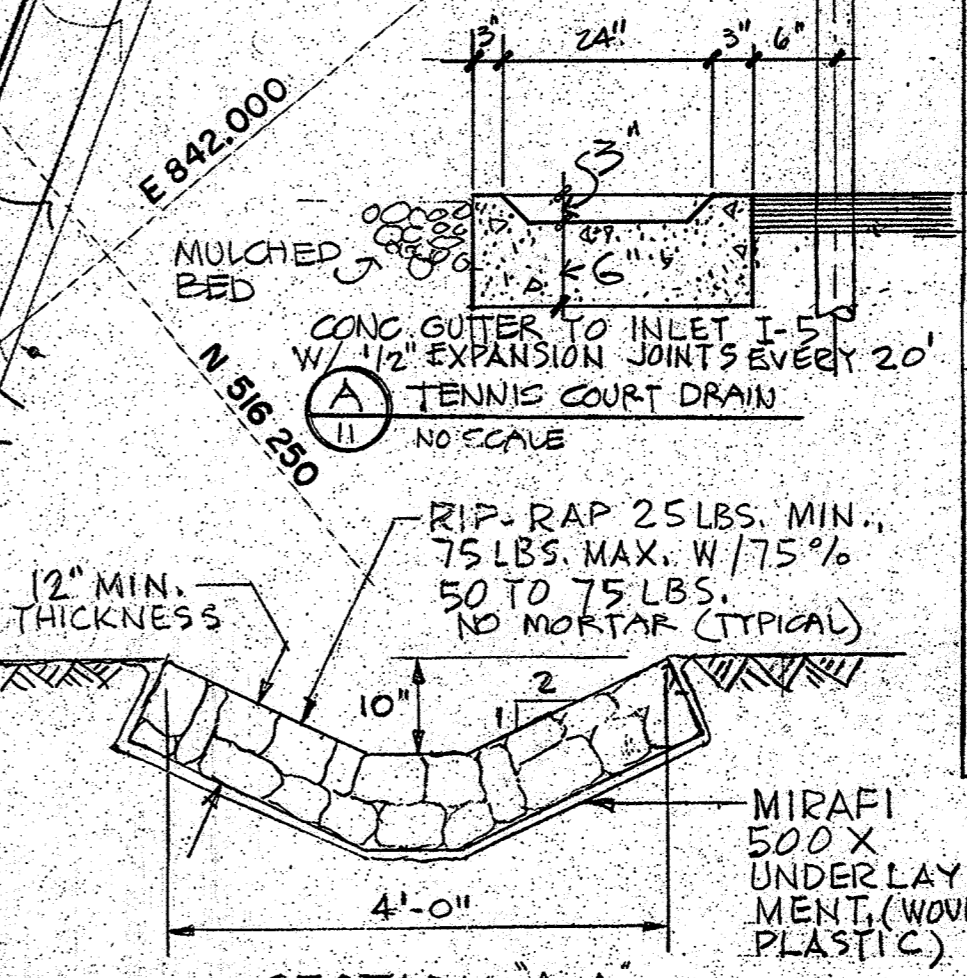 3" 24" 3" 6"
E 842.000
3"
6"
MULCHED
BED
CONC. GUTTER TO INLET I-5
W/ 1/2" EXPANSION JOINTS EVERY 20'
A
11
TENNIS COURT DRAIN
NO SCALE
N 516 250
RIP-RAP 25 LBS. MIN.,
75 LBS. MAX. W/75%
50 TO 75 LBS.
NO MORTAR (TYPICAL)
12" MIN.
THICKNESS
10"
2
1
4'-0"
MIRAFI
500 X
UNDERLAY
MENT, (WOV
PLASTIC)
SECTION "A-A"